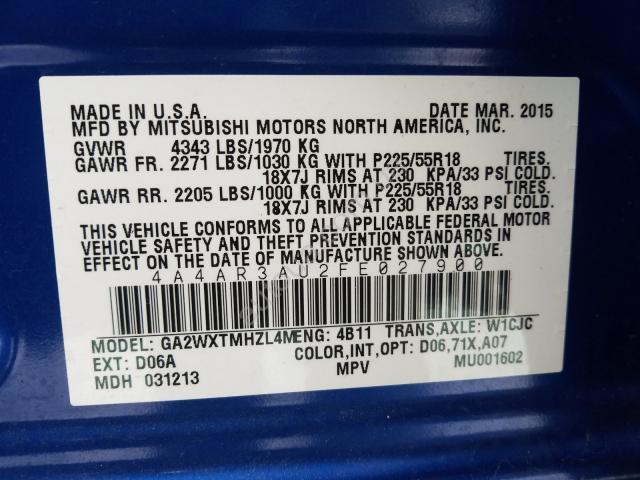 MADE IN U.S.A. DATE MAR. 2015
MFD BY MITSUBISHI MOTORS NORTH AMERICA, INC.
GVWR 4343 LBS/1970 KG
GAWR FR. 2271 LBS/1030 KG WITH P225/55R18 TIRES.
18X7J RIMS AT 230 KPA/33 PSI COLD.
GAWR RR. 2205 LBS/1000 KG WITH P225/55R18 TIRES.
18X7J RIMS AT 230 KPA/33 PSI COLD.
THIS VEHICLE CONFORMS TO ALL APPLICABLE FEDERAL MOTOR
VEHICLE SAFETY AND THEFT PREVENTION STANDARDS IN
EFFECT ON THE DATE OF MANUFACTURE SHOWN ABOVE.
4A4AR3AU2FE027900
MODEL: GA2WXTMHZL4MENG: 4B11 TRANS,AXLE: W1CJC
EXT: D06A COLOR,INT,OPT: D06,71X,A07
MDH 031213 MPV MU001602